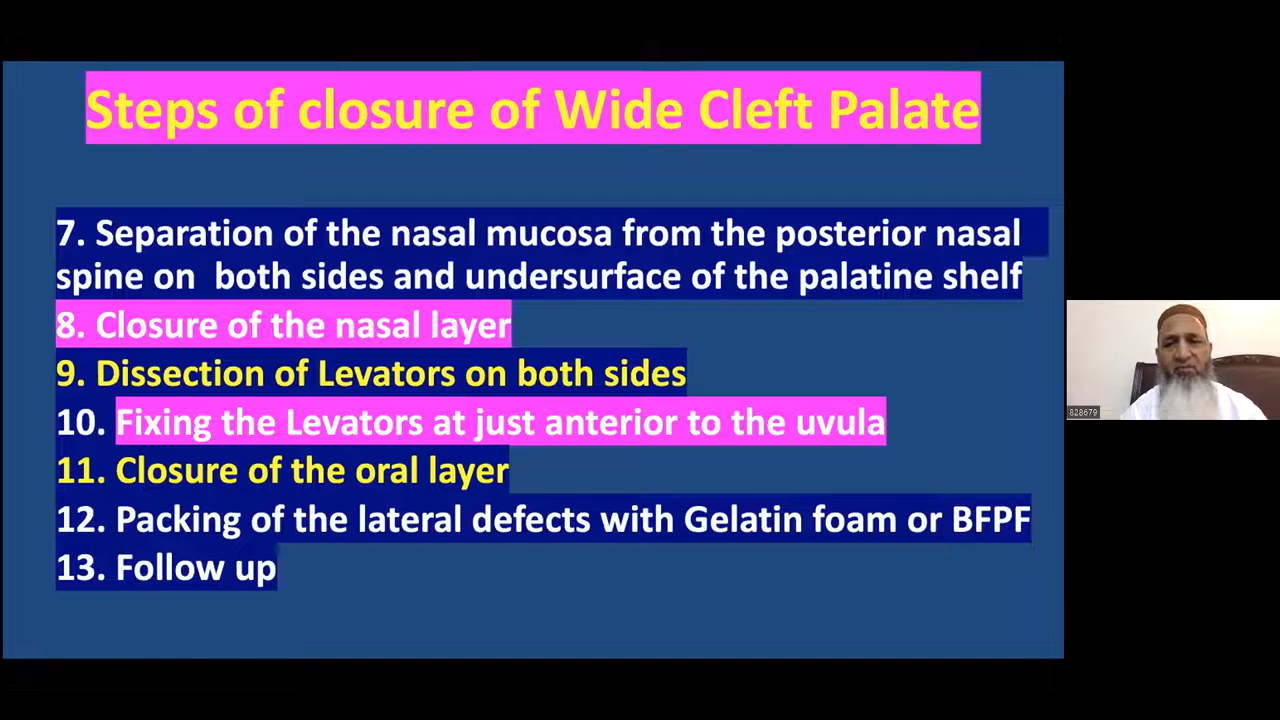 Steps of closure of Wide Cleft Palate
7. Separation of the nasal mucosa from the posterior nasal
spine on both sides and undersurface of the palatine shelf
8. Closure of the nasal layer
9. Dissection of Levators on both sides
10. Fixing the Levators at just anterior to the uvula
11. Closure of the oral layer
12. Packing of the lateral defects with Gelatin foam or BFPF
13. Follow up
828679